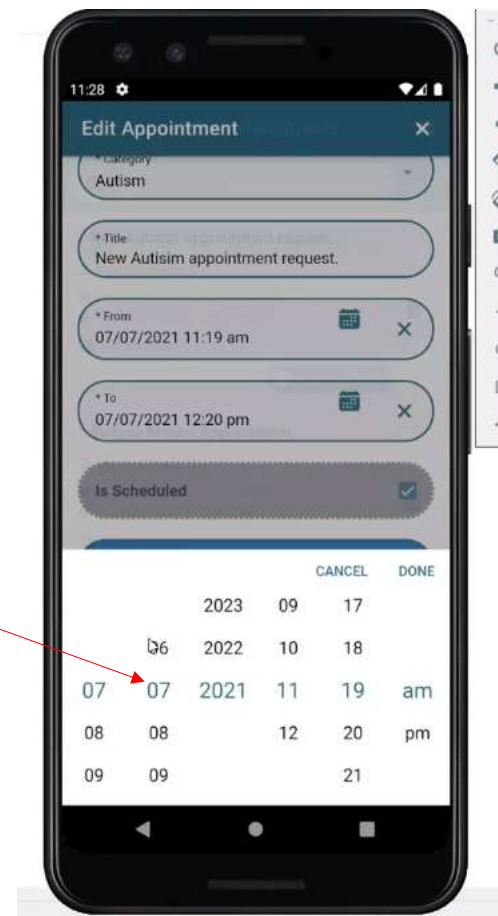 11:28
Edit Appointment
* Category
Autism
* Title
New Autisim appointment request.
* From
07/07/2021 11:19 am
* To
07/07/2021 12:20 pm
Is Scheduled
CANCEL DONE
2023 09 17
06 2022 10 18
07 07 2021 11 19 am
08 08 12 20 pm
09 09 21